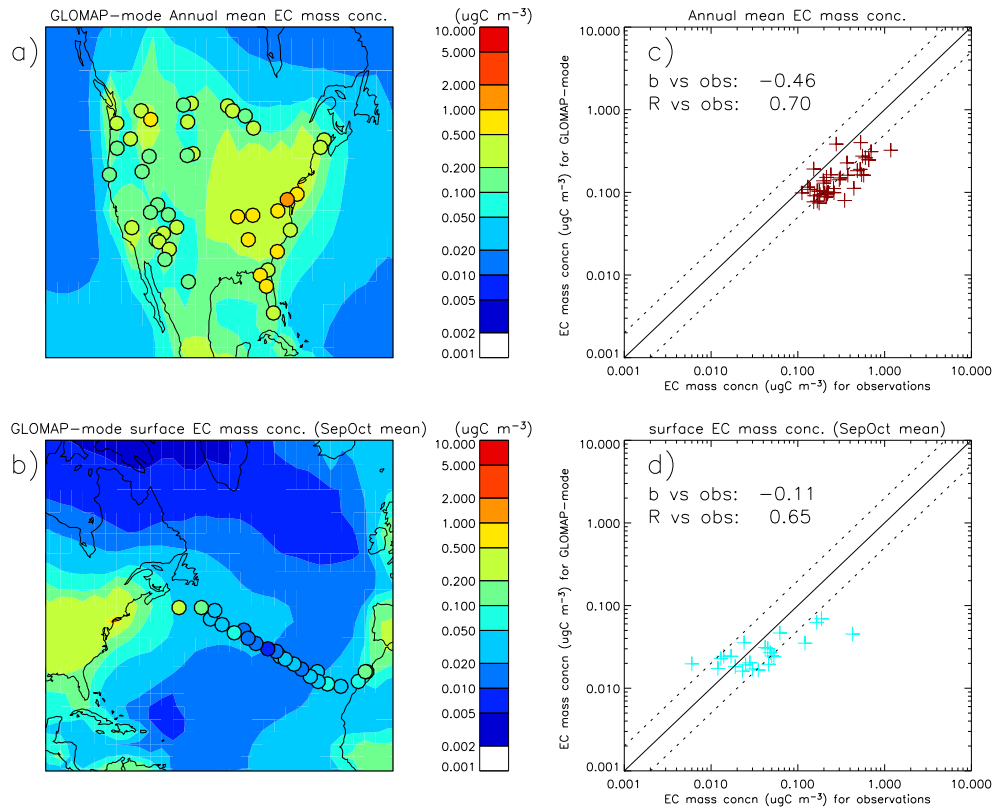 GLOMAP-mode Annual mean EC mass conc.
(ugC m⁻³)
a)
10.000
5.000
2.000
1.000
0.500
0.200
0.100
0.050
0.020
0.010
0.005
0.002
0.001
Annual mean EC mass conc.
c)
b vs obs: -0.46
R vs obs: 0.70
EC mass concn (ugC m⁻³) for GLOMAP-mode
10.000
1.000
0.100
0.010
0.001
0.001 0.010 0.100 1.000 10.000
EC mass concn (ugC m⁻³) for observations
GLOMAP-mode surface EC mass conc. (SepOct mean)
(ugC m⁻³)
b)
10.000
5.000
2.000
1.000
0.500
0.200
0.100
0.050
0.020
0.010
0.005
0.002
0.001
surface EC mass conc. (SepOct mean)
d)
b vs obs: -0.11
R vs obs: 0.65
EC mass concn (ugC m⁻³) for GLOMAP-mode
10.000
1.000
0.100
0.010
0.001
0.001 0.010 0.100 1.000 10.000
EC mass concn (ugC m⁻³) for observations